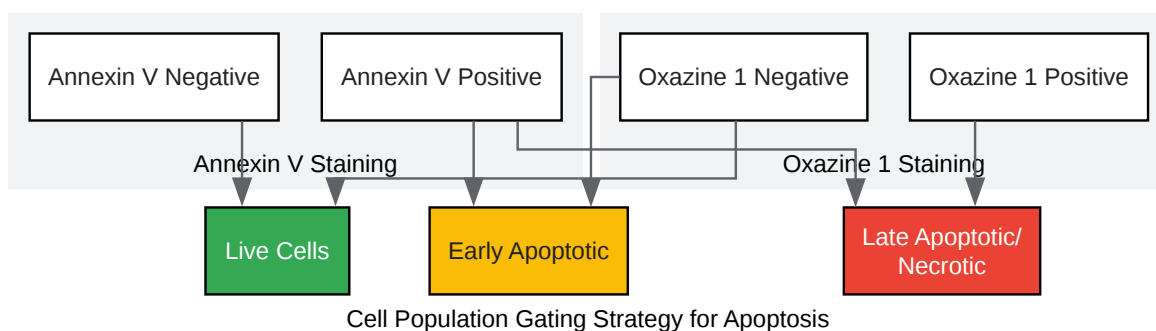 Annexin V Negative
Annexin V Positive
Oxazine 1 Negative
Oxazine 1 Positive
Annexin V Staining
Oxazine 1 Staining
Live Cells
Early Apoptotic
Late Apoptotic/
Necrotic
Cell Population Gating Strategy for Apoptosis